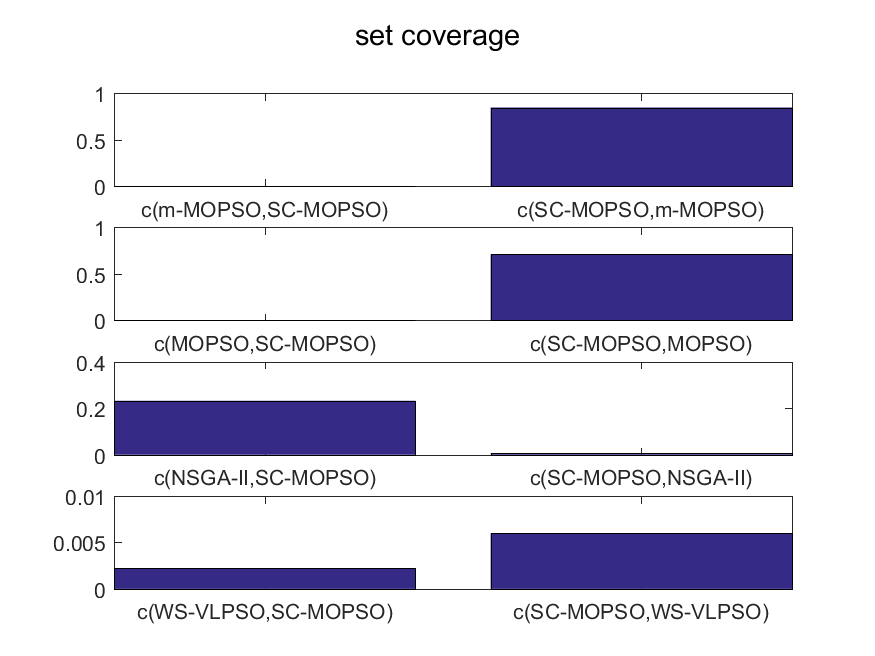 set coverage
1
0.5
0
c(m-MOPSO,SC-MOPSO) c(SC-MOPSO,m-MOPSO)
1
0.5
0
c(MOPSO,SC-MOPSO) c(SC-MOPSO,MOPSO)
0.4
0.2
0
c(NSGA-II,SC-MOPSO) c(SC-MOPSO,NSGA-II)
0.01
0.005
0
c(WS-VLPSO,SC-MOPSO) c(SC-MOPSO,WS-VLPSO)